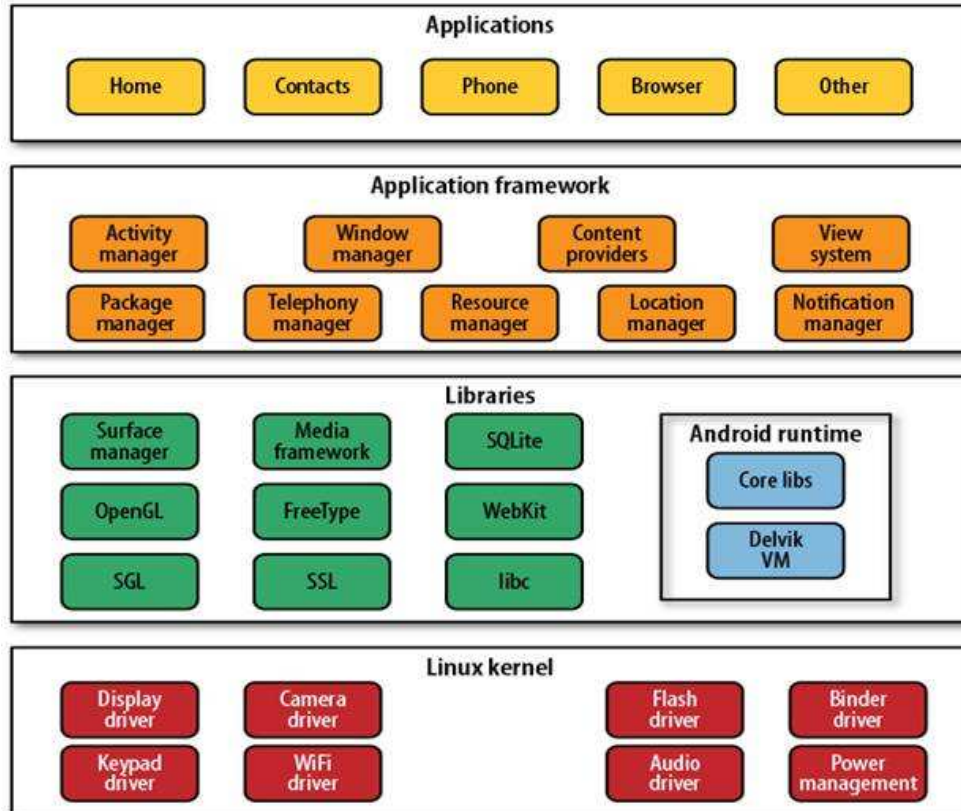 Applications
Home
Contacts
Phone
Browser
Other
Application framework
Activity
manager
Window
manager
Content
providers
View
system
Package
manager
Telephony
manager
Resource
manager
Location
manager
Notification
manager
Libraries
Surface
manager
Media
framework
SQLite
OpenGL
FreeType
WebKit
SGL
SSL
libc
Android runtime
Core libs
Delvik
VM
Linux kernel
Display
driver
Camera
driver
Flash
driver
Binder
driver
Keypad
driver
WiFi
driver
Audio
driver
Power
management